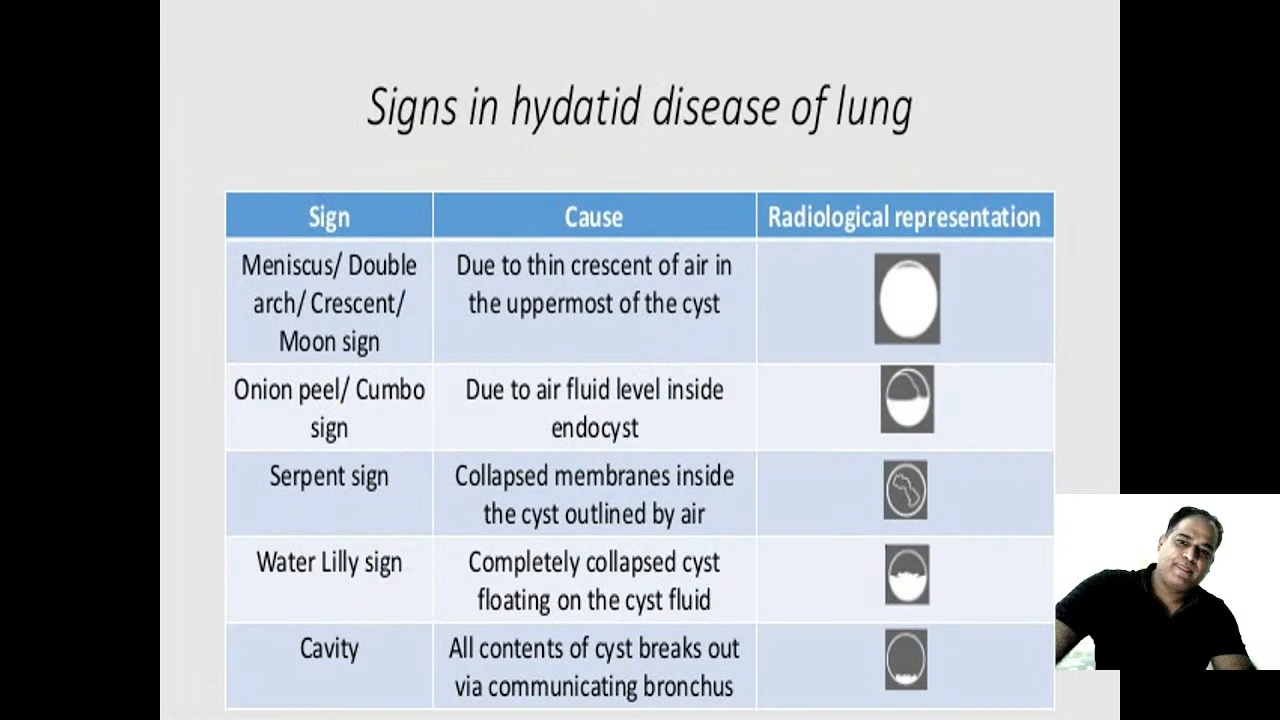 Signs in hydatid disease of lung
Sign
Cause
Radiological representation
Meniscus/ Double
arch/ Crescent/
Moon sign
Due to thin crescent of air in
the uppermost of the cyst
Onion peel/ Cumbo
sign
Due to air fluid level inside
endocyst
Serpent sign
Collapsed membranes inside
the cyst outlined by air
Water Lilly sign
Completely collapsed cyst
floating on the cyst fluid
Cavity
All contents of cyst breaks out
via communicating bronchus